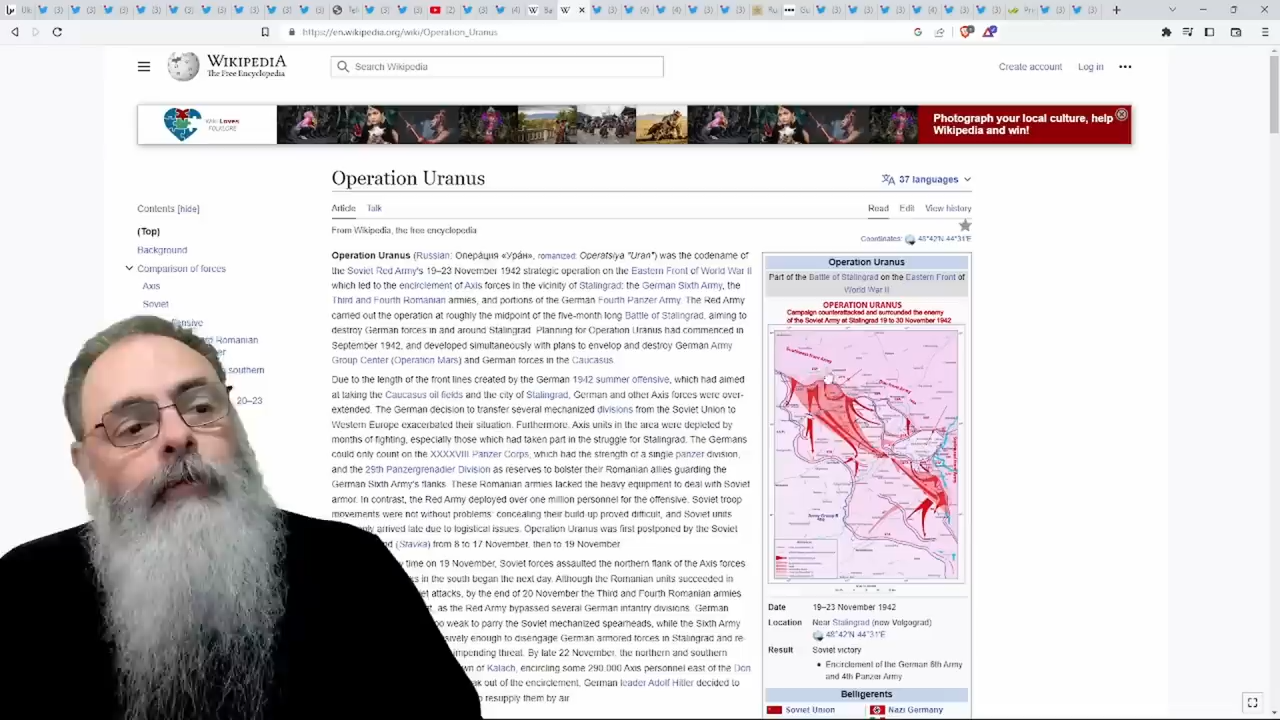 https://en.wikipedia.org/wiki/Operation_Uranus
WIKIPEDIA
The Free Encyclopedia
Search Wikipedia
Create account
Log in
WIKI LOVES
FOLKLORE
Photograph your local culture, help
Wikipedia and win!
Operation Uranus
37 languages
Contents [hide]
(Top)
Background
Comparison of forces
Axis
Soviet
Article Talk
Read Edit View history
From Wikipedia, the free encyclopedia
Coordinates: 48°42'N 44°31'E
Operation Uranus (Russian: Опера́ция «Ура́н», romanized: Operatsiya "Uran") was the codename of
the Soviet Red Army's 19–23 November 1942 strategic operation on the Eastern Front of World War II
which led to the encirclement of Axis forces in the vicinity of Stalingrad: the German Sixth Army, the
Third and Fourth Romanian armies, and portions of the German Fourth Panzer Army. The Red Army
carried out the operation at roughly the midpoint of the five-month long Battle of Stalingrad, aiming to
destroy German forces in and around Stalingrad. Planning for Operation Uranus had commenced in
September 1942, and developed simultaneously with plans to envelop and destroy German Army
Group Center (Operation Mars) and German forces in the Caucasus.
Due to the length of the front lines created by the German 1942 summer offensive, which had aimed
at taking the Caucasus oil fields and the city of Stalingrad, German and other Axis forces were over-
extended. The German decision to transfer several mechanized divisions from the Soviet Union to
Western Europe exacerbated their situation. Furthermore, Axis units in the area were depleted by
months of fighting, especially those which had taken part in the struggle for Stalingrad. The Germans
could only count on the XXXXVIII Panzer Corps, which had the strength of a single panzer division,
and the 29th Panzergrenadier Division as reserves to bolster their Romanian allies guarding the
German Sixth Army's flanks. These Romanian armies lacked the heavy equipment to deal with Soviet
armor. In contrast, the Red Army deployed over one million personnel for the offensive. Soviet troop
movements were not without problems: concealing their build-up proved difficult, and Soviet units
arrived late due to logistical issues. Operation Uranus was first postponed by the Soviet
(Stavka) from 8 to 17 November, then to 19 November.
time on 19 November, Soviet forces assaulted the northern flank of the Axis forces
in the south began the next day. Although the Romanian units succeeded in
attacks, by the end of 20 November the Third and Fourth Romanian armies
as the Red Army bypassed several German infantry divisions. German
weak to parry the Soviet mechanized spearheads, while the Sixth Army
enough to disengage German armored forces in Stalingrad and re-
impending threat. By late 22 November, the northern and southern
of Kalach, encircling some 290,000 Axis personnel east of the Don
out of the encirclement, German leader Adolf Hitler decided to
resupply them by air
Romanian
southern
20–23
Operation Uranus
Part of the Battle of Stalingrad on the Eastern Front of
World War II
OPERATION URANUS
Campaign counterattacked and surrounded the enemy
of the Soviet Army at Stalingrad 19 to 30 November 1942
Date 19–23 November 1942
Location Near Stalingrad (now Volgograd)
48°42'N 44°31'E
Result Soviet victory
Encirclement of the German 6th Army
and 4th Panzer Army
Belligerents
Soviet Union Nazi Germany